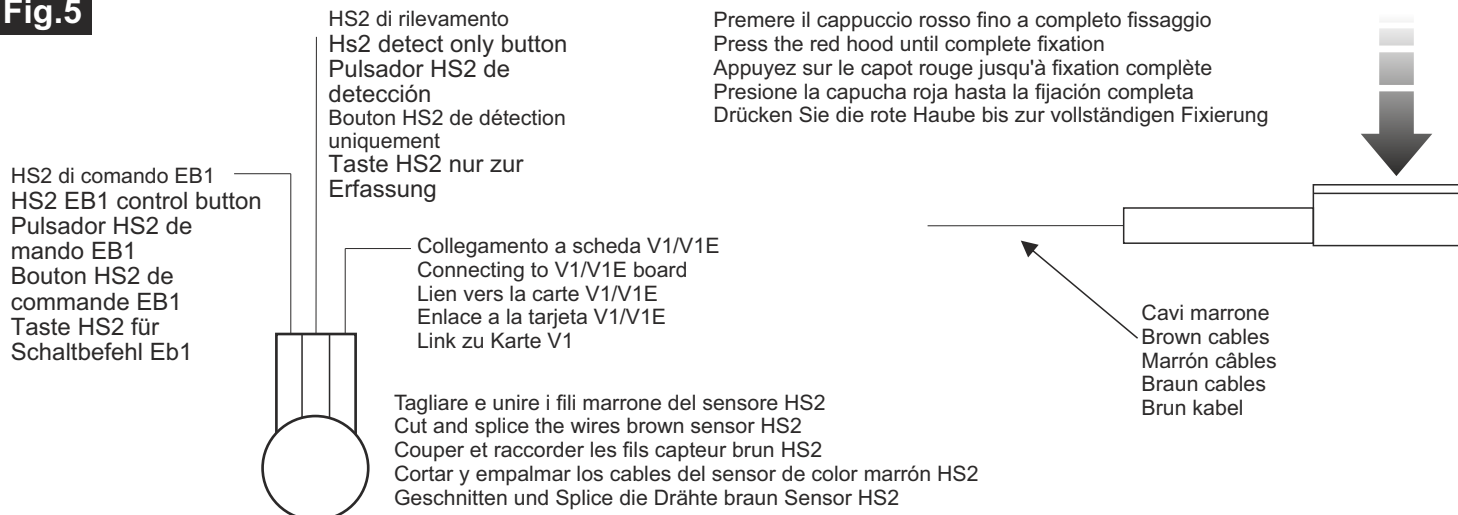 Fig.5
HS2 di rilevamento
Hs2 detect only button
Pulsador HS2 de
detección
Bouton HS2 de détection
uniquement
Taste HS2 nur zur
Erfassung
Premere il cappuccio rosso fino a completo fissaggio
Press the red hood until complete fixation
Appuyez sur le capot rouge jusqu'à fixation complète
Presione la capucha roja hasta la fijación completa
Drücken Sie die rote Haube bis zur vollständigen Fixierung
HS2 di comando EB1
HS2 EB1 control button
Pulsador HS2 de
mando EB1
Bouton HS2 de
commande EB1
Taste HS2 für
Schaltbefehl Eb1
Collegamento a scheda V1/V1E
Connecting to V1/V1E board
Lien vers la carte V1/V1E
Enlace a la tarjeta V1/V1E
Link zu Karte V1
Cavi marrone
Brown cables
Marrón câbles
Braun cables
Brun kabel
Tagliare e unire i fili marrone del sensore HS2
Cut and splice the wires brown sensor HS2
Couper et raccorder les fils capteur brun HS2
Cortar y empalmar los cables del sensor de color marrón HS2
Geschnitten und Splice die Drähte braun Sensor HS2